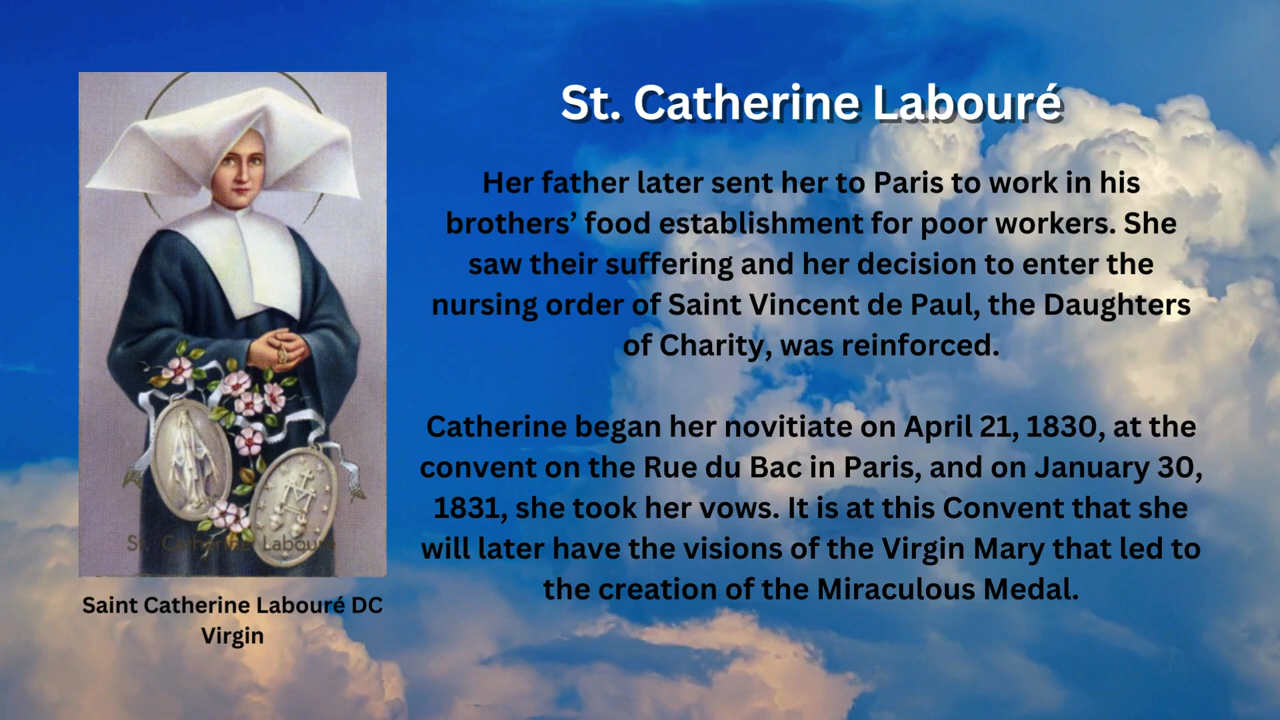 St. Catherine Labouré
Her father later sent her to Paris to work in his
brothers’ food establishment for poor workers. She
saw their suffering and her decision to enter the
nursing order of Saint Vincent de Paul, the Daughters
of Charity, was reinforced.
Catherine began her novitiate on April 21, 1830, at the
convent on the Rue du Bac in Paris, and on January 30,
1831, she took her vows. It is at this Convent that she
will later have the visions of the Virgin Mary that led to
the creation of the Miraculous Medal.
St. Catherine Labouré
Saint Catherine Labouré DC
Virgin